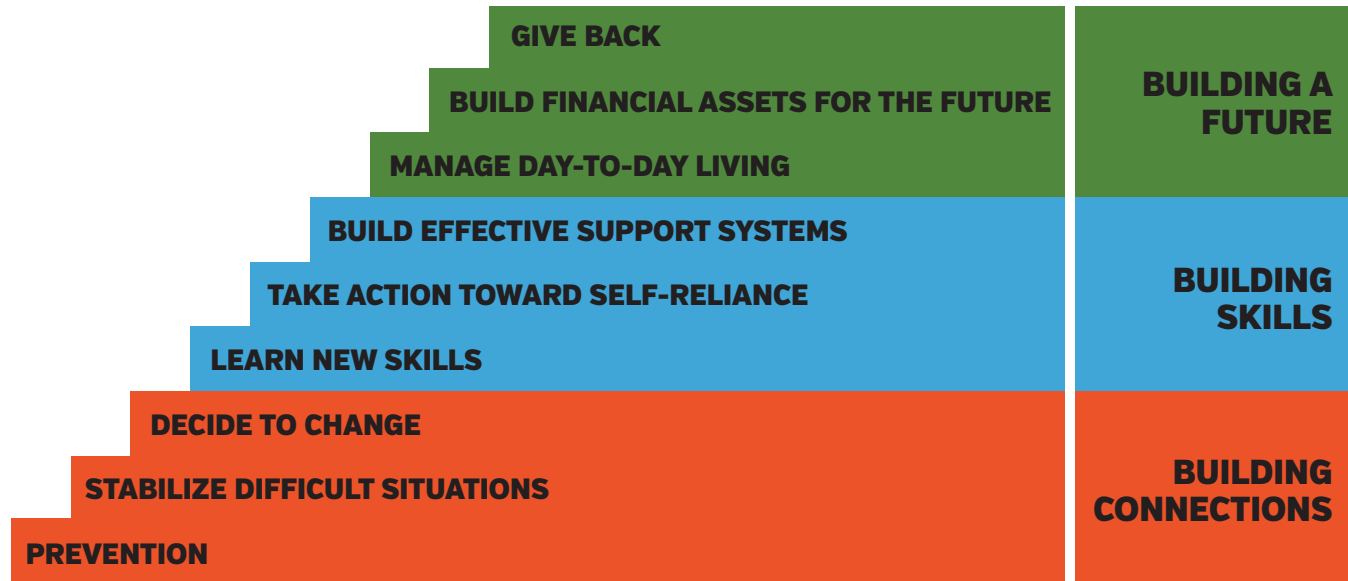 GIVE BACK
BUILD FINANCIAL ASSETS FOR THE FUTURE
MANAGE DAY-TO-DAY LIVING
BUILDING A
FUTURE
BUILD EFFECTIVE SUPPORT SYSTEMS
TAKE ACTION TOWARD SELF-RELIANCE
LEARN NEW SKILLS
BUILDING
SKILLS
DECIDE TO CHANGE
STABILIZE DIFFICULT SITUATIONS
PREVENTION
BUILDING
CONNECTIONS